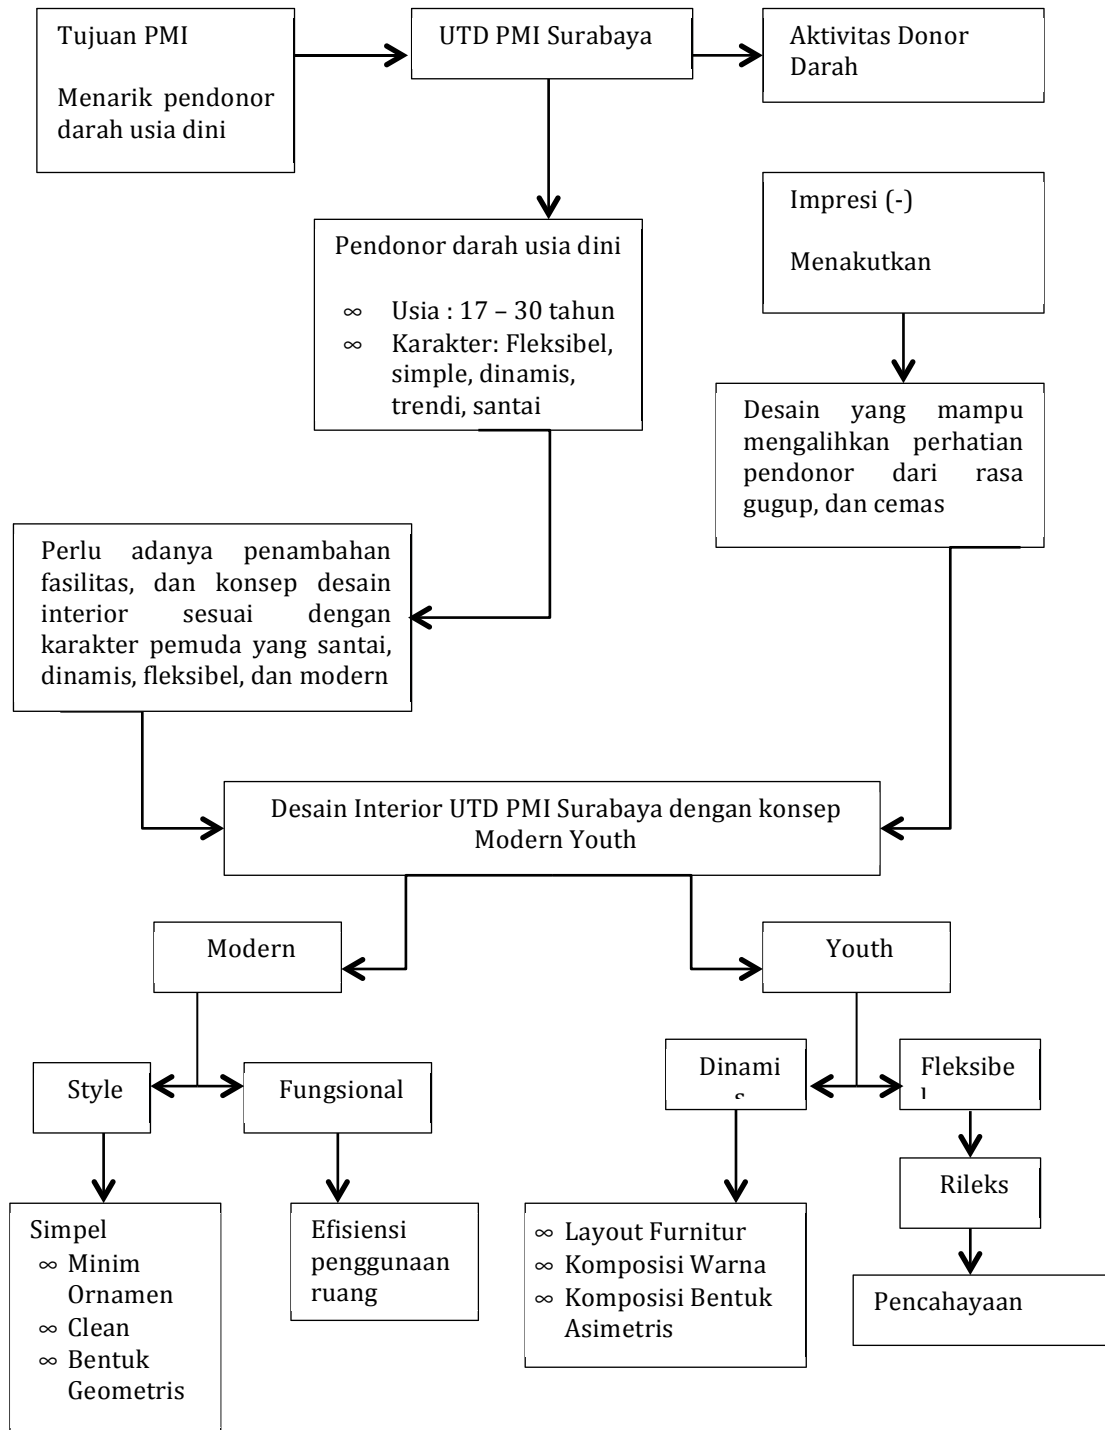 Tujuan PMI
Menarik pendonor
darah usia dini
UTD PMI Surabaya
Aktivitas Donor
Darah
Impresi (-)
Menakutkan
Pendonor darah usia dini
∞ Usia : 17 – 30 tahun
∞ Karakter: Fleksibel,
simple, dinamis,
trendi, santai
Desain yang mampu
mengalihkan perhatian
pendonor dari rasa
gugup, dan cemas
Perlu adanya penambahan
fasilitas, dan konsep desain
interior sesuai dengan
karakter pemuda yang santai,
dinamis, fleksibel, dan modern
Desain Interior UTD PMI Surabaya dengan konsep
Modern Youth
Modern
Youth
Style
Fungsional
Dinami
s
Fleksibe
l
Rileks
Simpel
∞ Minim
Ornamen
∞ Clean
∞ Bentuk
Geometris
Efisiensi
penggunaan
ruang
∞ Layout Furnitur
∞ Komposisi Warna
∞ Komposisi Bentuk
Asimetris
Pencahayaan